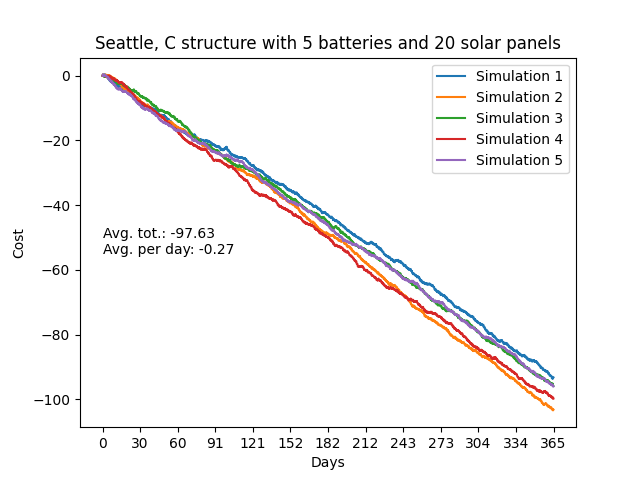 Seattle, C structure with 5 batteries and 20 solar panels
Simulation 1
Simulation 2
Simulation 3
Simulation 4
Simulation 5
0
−20
−40
−60
−80
−100
Cost
Avg. tot.: -97.63
Avg. per day: -0.27
0 30 60 91 121 152 182 212 243 273 304 334 365
Days